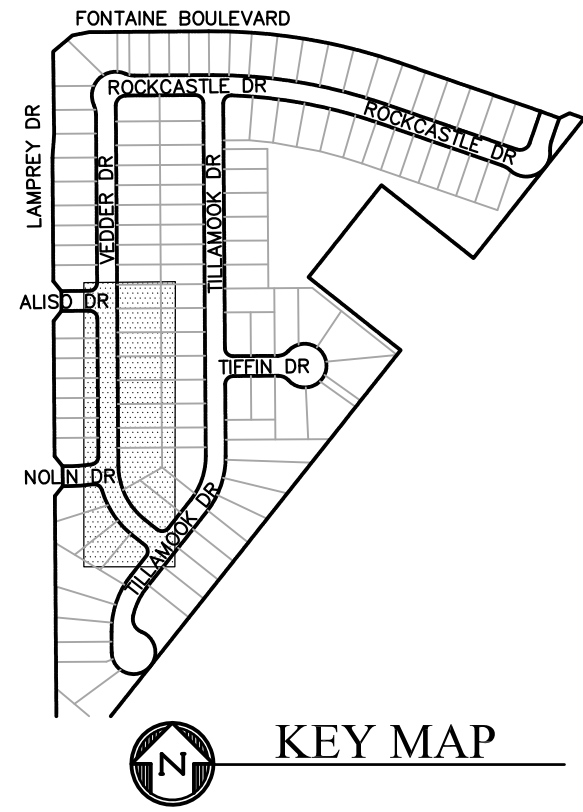 FONTAINE BOULEVARD
ROCKCASTLE DR
ROCKCASTLE DR
LAMPREY DR
VEDDER DR
TILLAMOOK DR
ALISO DR
TIFFIN DR
NOLIN DR
TILLAMOOK DR
N
KEY MAP